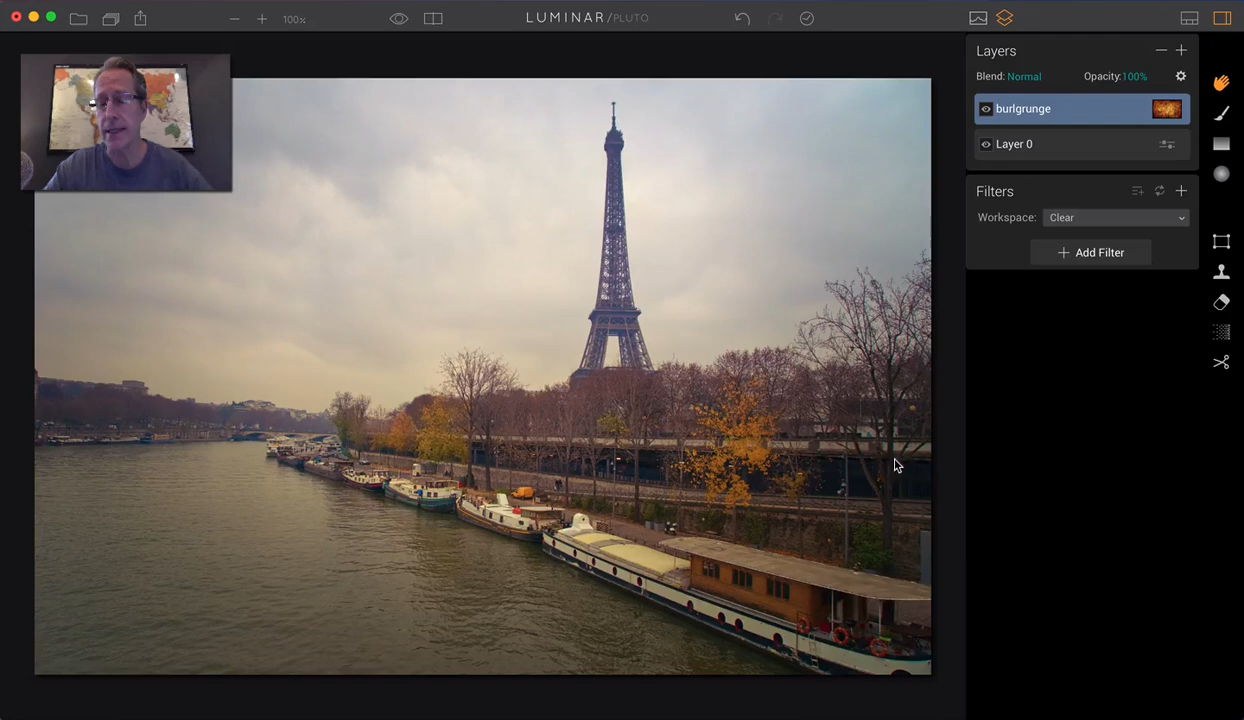 100%
LUMINAR/PLUTO
Layers
Blend: Normal Opacity:100%
burlgrunge
Layer 0
Filters
Workspace: Clear
Add Filter